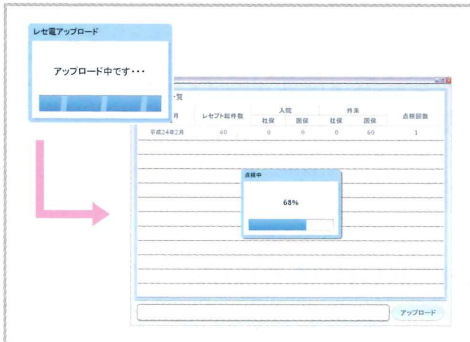 レセ電アップロード
アップロード中です・・・
覧
月 レセプト総件数 入院 外来 点検回数
社保 国保 社保 国保
平成24年2月 60 0 0 0 60 1
点検中
68%
アップロード